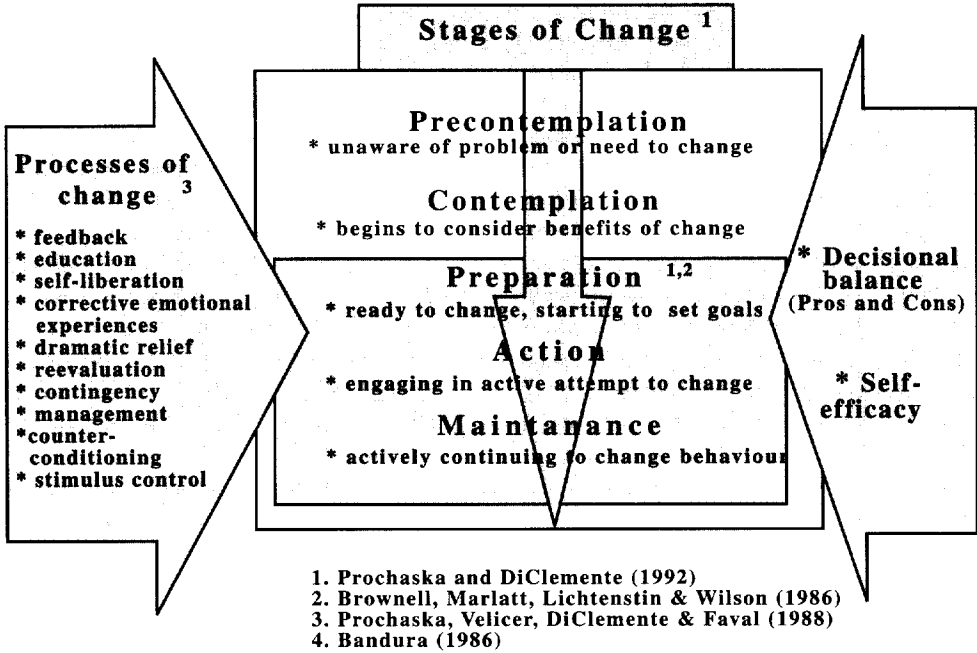 Stages of Change 1
Precontemplation
* unaware of problem or need to change
Contemplation
* begins to consider benefits of change
Preparation 1,2
* ready to change, starting to set goals
Action
* engaging in active attempt to change
Maintanance
* actively continuing to change behaviour
Processes of
change 3
* feedback
* education
* self-liberation
* corrective emotional
experiences
* dramatic relief
* reevaluation
* contingency
* management
*counter-
conditioning
* stimulus control
* Decisional
balance
(Pros and Cons)
* Self-
efficacy
1. Prochaska and DiClemente (1992)
2. Brownell, Marlatt, Lichtenstin & Wilson (1986)
3. Prochaska, Velicer, DiClemente & Faval (1988)
4. Bandura (1986)